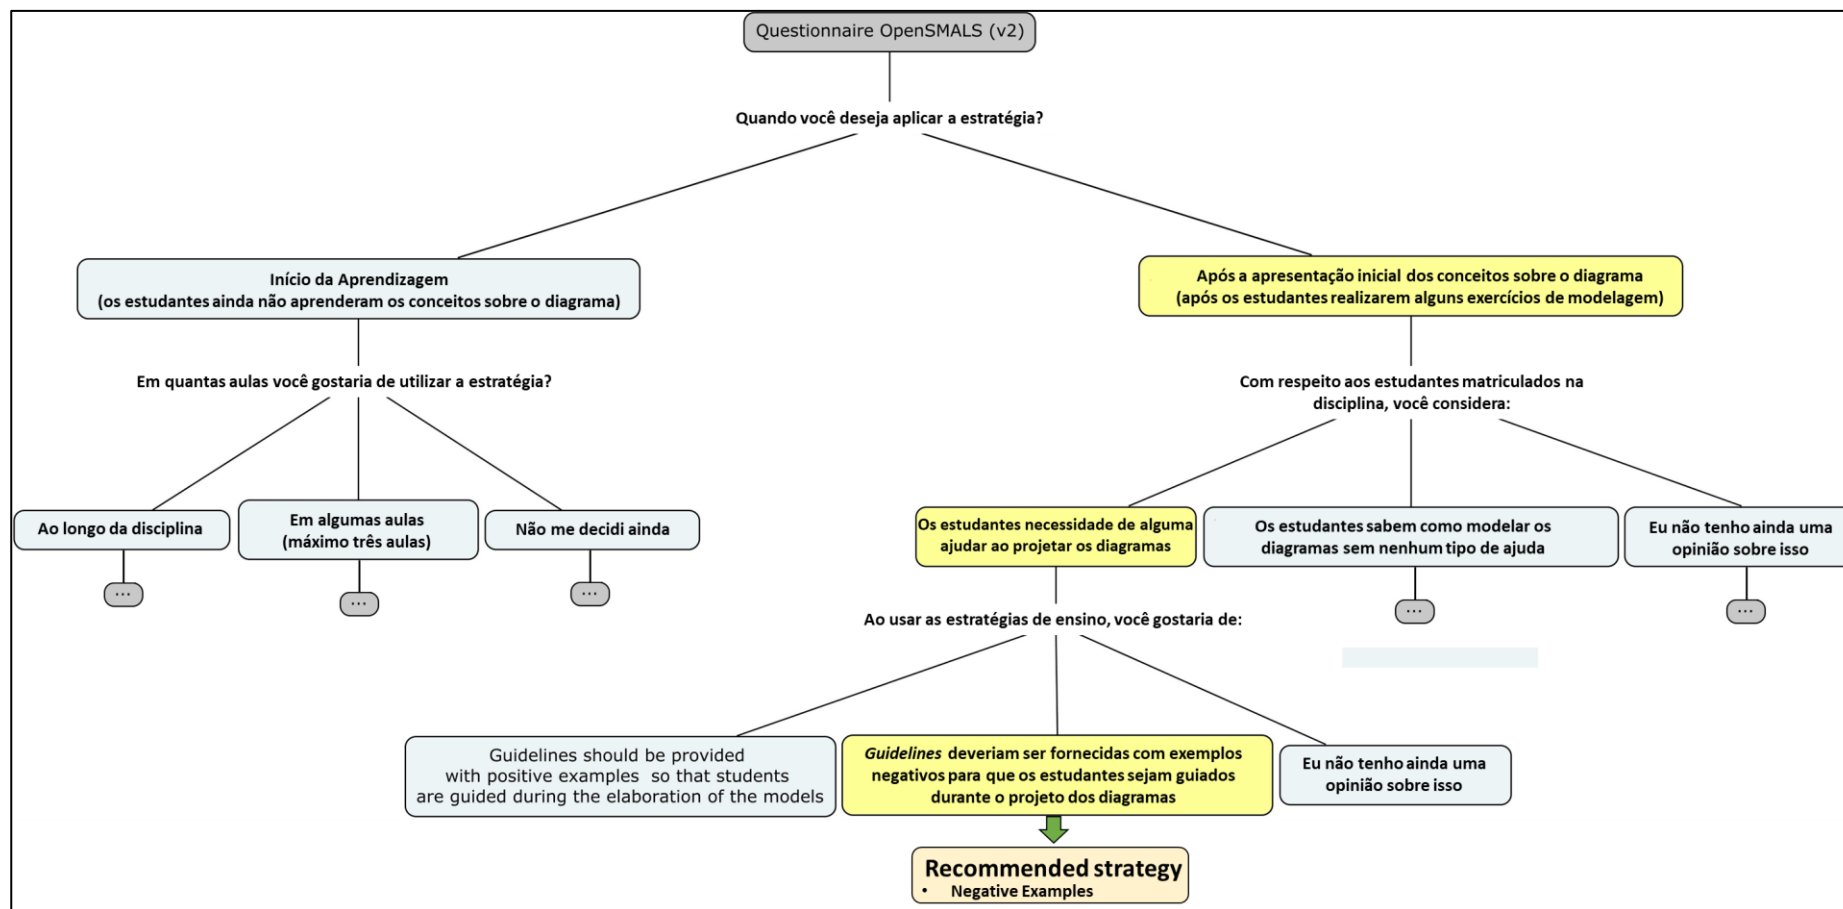 Questionnaire OpenSMALS (v2)
Quando você deseja aplicar a estratégia?
Início da Aprendizagem
(os estudantes ainda não aprenderam os conceitos sobre o diagrama)
Após a apresentação inicial dos conceitos sobre o diagrama
(após os estudantes realizarem alguns exercícios de modelagem)
Em quantas aulas você gostaria de utilizar a estratégia?
Com respeito aos estudantes matriculados na
disciplina, você considera:
Ao longo da disciplina
Em algumas aulas
(máximo três aulas)
Não me decidi ainda
Os estudantes necessidade de alguma
ajudar ao projetar os diagramas
Os estudantes sabem como modelar os
diagramas sem nenhum tipo de ajuda
Eu não tenho ainda uma
opinião sobre isso
...
...
...
...
...
Ao usar as estratégias de ensino, você gostaria de:
Guidelines should be provided
with positive examples so that students
are guided during the elaboration of the models
Guidelines deveriam ser fornecidas com exemplos
negativos para que os estudantes sejam guiados
durante o projeto dos diagramas
Eu não tenho ainda uma
opinião sobre isso
Recommended strategy
• Negative Examples